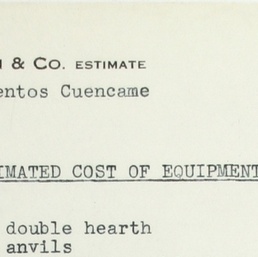 & Co. ESTIMATE
entos Cuencame
IMATED COST OF EQUIPMENT
double hearth
anvils